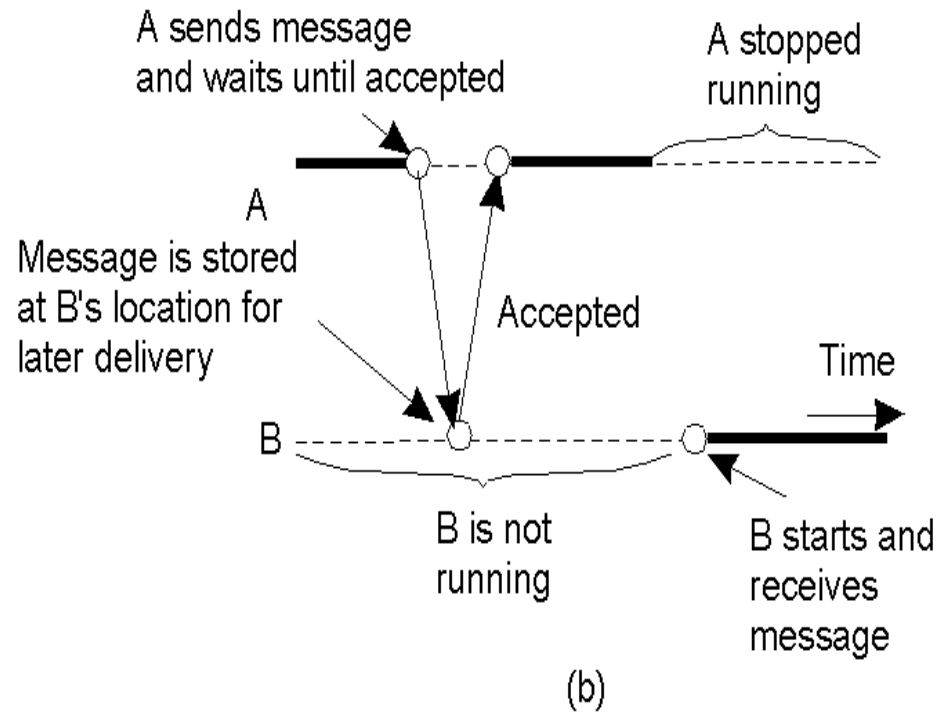 A sends message
and waits until accepted
A stopped
running
A
Message is stored
at B's location for
later delivery
Accepted
Time
B
B is not
running
B starts and
receives
message
(b)